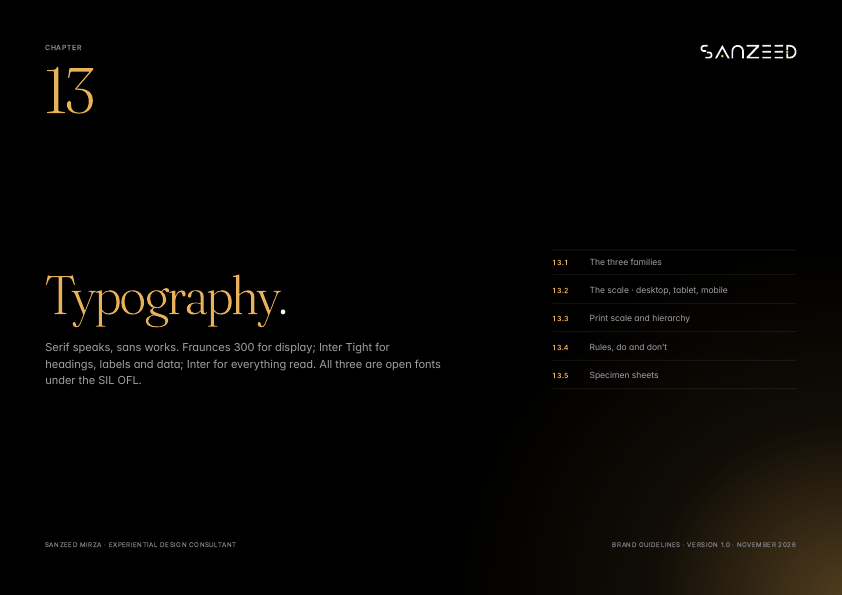 CHAPTER
SANZEED
13
13.1 The three families
Typography.
13.2 The scale · desktop, tablet, mobile
13.3 Print scale and hierarchy
13.4 Rules, do and don't
13.5 Specimen sheets
Serif speaks, sans works. Fraunces 300 for display; Inter Tight for
headings, labels and data; Inter for everything read. All three are open fonts
under the SIL OFL.
SANZEED MIRZA · EXPERIENTIAL DESIGN CONSULTANT
BRAND GUIDELINES · VERSION 1.0 · NOVEMBER 2026